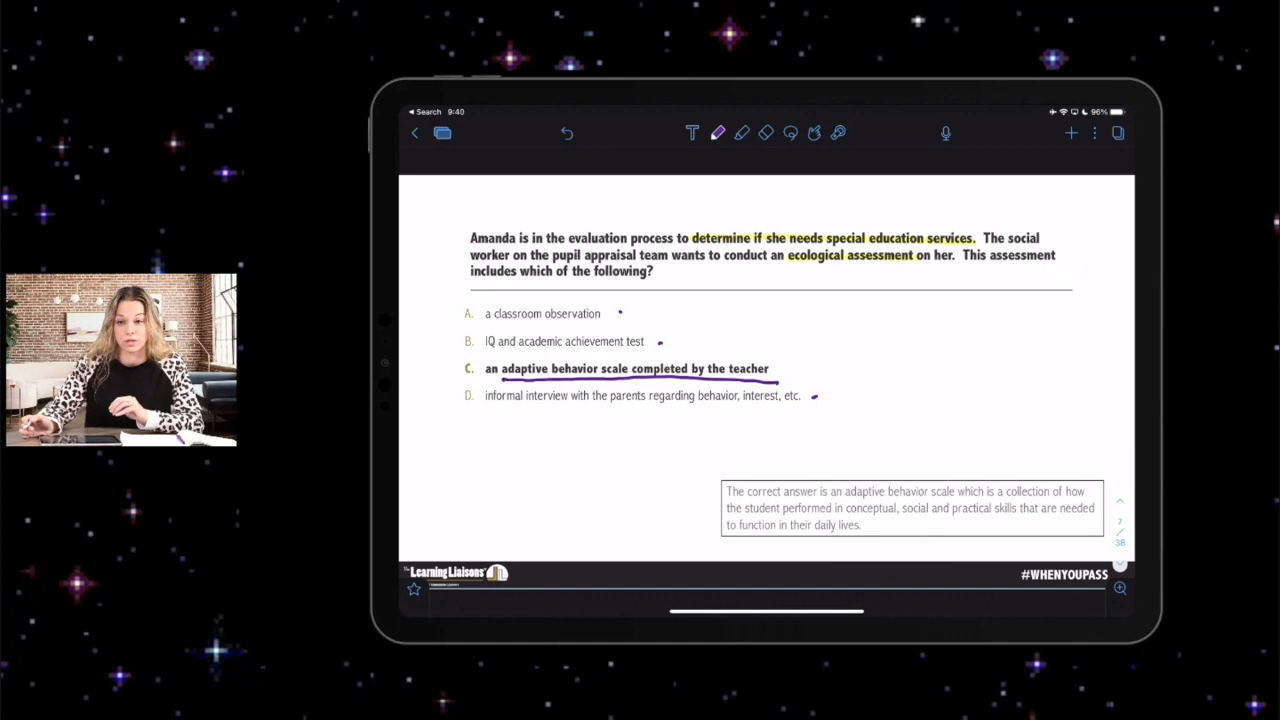 Search 9:40
96%
Amanda is in the evaluation process to determine if she needs special education services. The social
worker on the pupil appraisal team wants to conduct an ecological assessment on her. This assessment
includes which of the following?
A. a classroom observation
B. IQ and academic achievement test
C. an adaptive behavior scale completed by the teacher
D. informal interview with the parents regarding behavior, interest, etc.
The correct answer is an adaptive behavior scale which is a collection of how
the student performed in conceptual, social and practical skills that are needed
to function in their daily lives.
7
/
38
The Learning Liaisons
#WHENYOUPASS